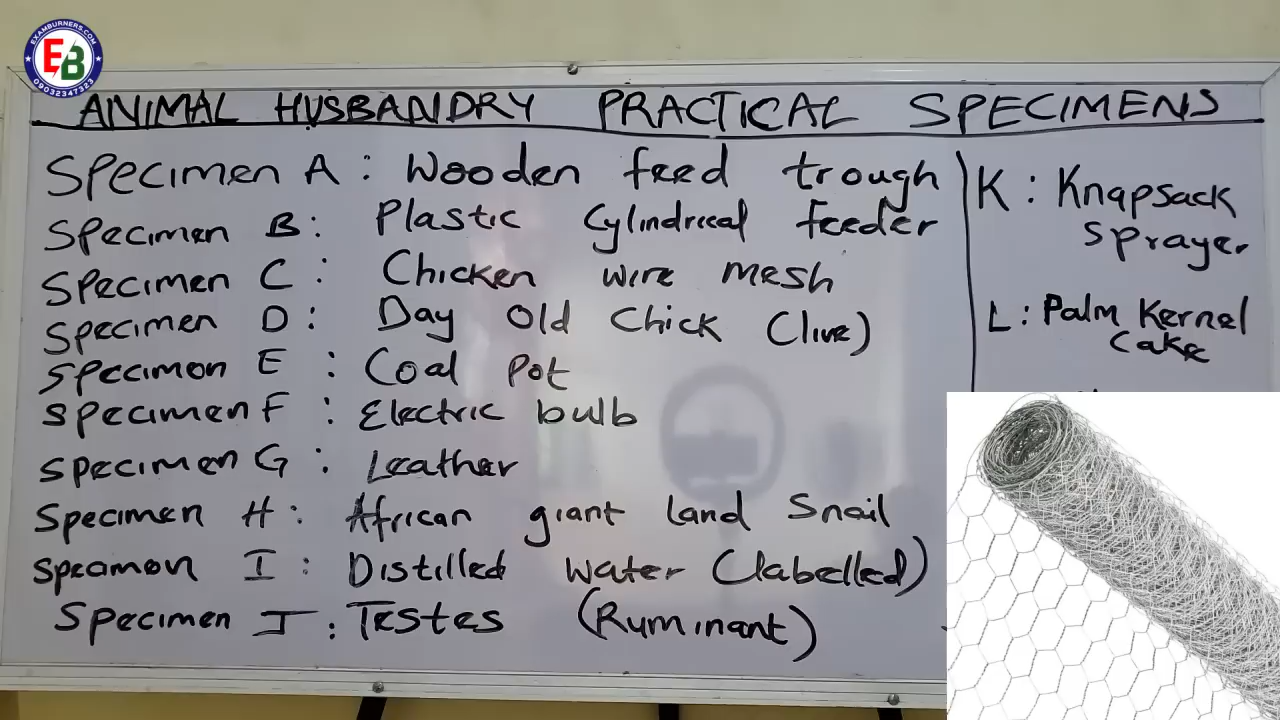 EXAMBURNERS.COM
EB
09032347323
ANIMAL HUSBANDRY PRACTICAL SPECIMENS
Specimen A : Wooden feed trough
Specimen B : Plastic Cylindrical feeder
Specimen C : Chicken wire mesh
Specimen D : Day Old Chick (live)
Specimen E : Coal Pot
Specimen F : Electric bulb
Specimen G : Leather
Specimen H : African giant land Snail
Specimen I : Distilled water (labelled)
Specimen J : Testes (Ruminant)
K : Knapsack
Sprayer
L : Palm Kernel
Cake